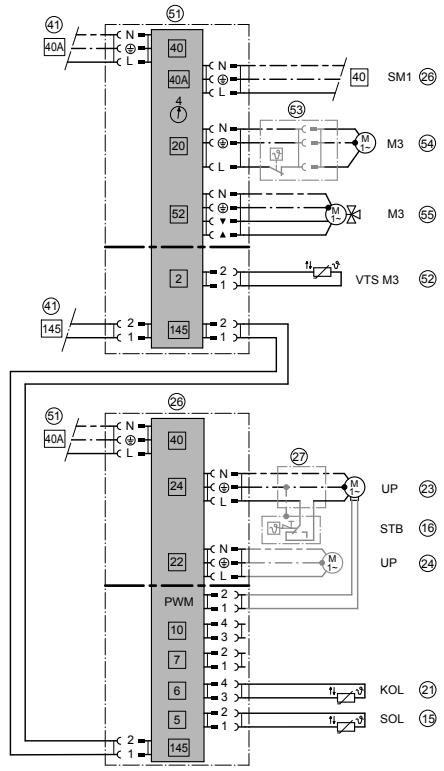 51
41
40A
N
L
40
40A
N
L
40 SM1 26
4
53
20
N
L
M 1~ M3 54
52
N
▼
▲
M 1~ M3 55
2
2
1
VTS M3 52
41
145
2
1
145
2
1
26
51
40A
N
L
40
27
24
N
L
M 1~ UP 23
STB 16
22
N
L
M 1~ UP 24
PWM
2
1
10
4
3
7
2
1
6
4
3
KOL 21
5
2
1
SOL 15
2
1
145